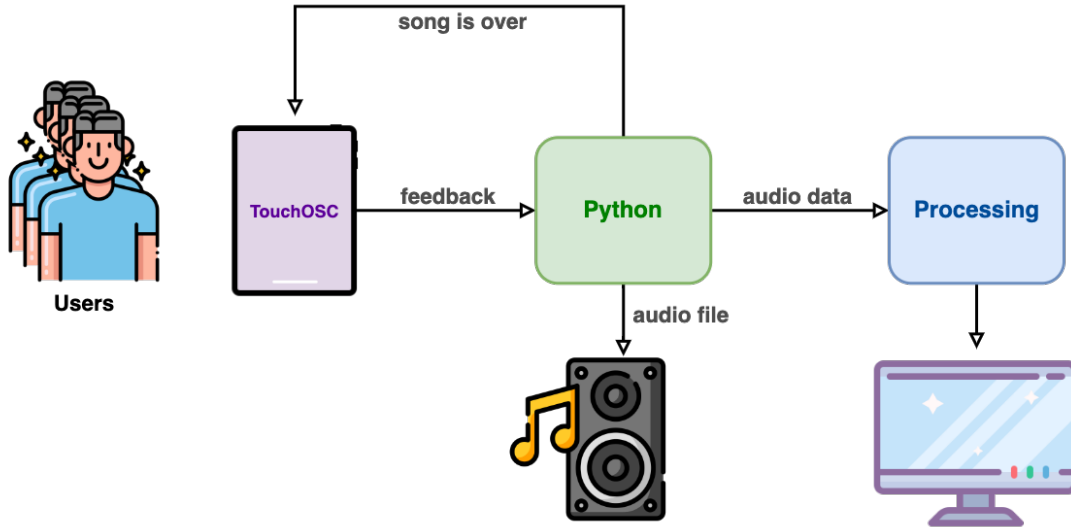 song is over
TouchOSC
feedback
Python
audio data
Processing
Users
audio file